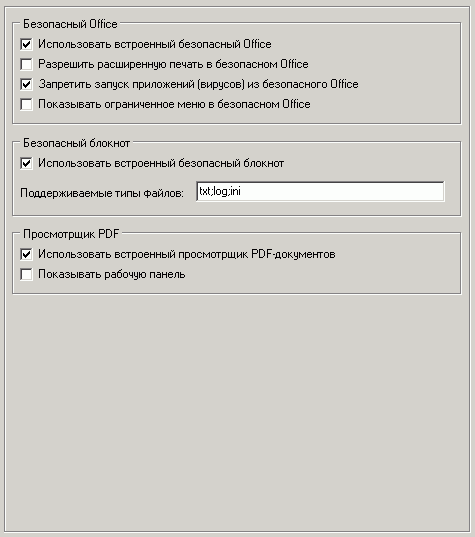 Безопасный Office
Использовать встроенный безопасный Office
Разрешить расширенную печать в безопасном Office
Запретить запуск приложений (вирусов) из безопасного Office
Показывать ограниченное меню в безопасном Office
Безопасный блокнот
Использовать встроенный безопасный блокнот
Поддерживаемые типы файлов: txt;log;ini
Просмотрщик PDF
Использовать встроенный просмотрщик PDF-документов
Показывать рабочую панель